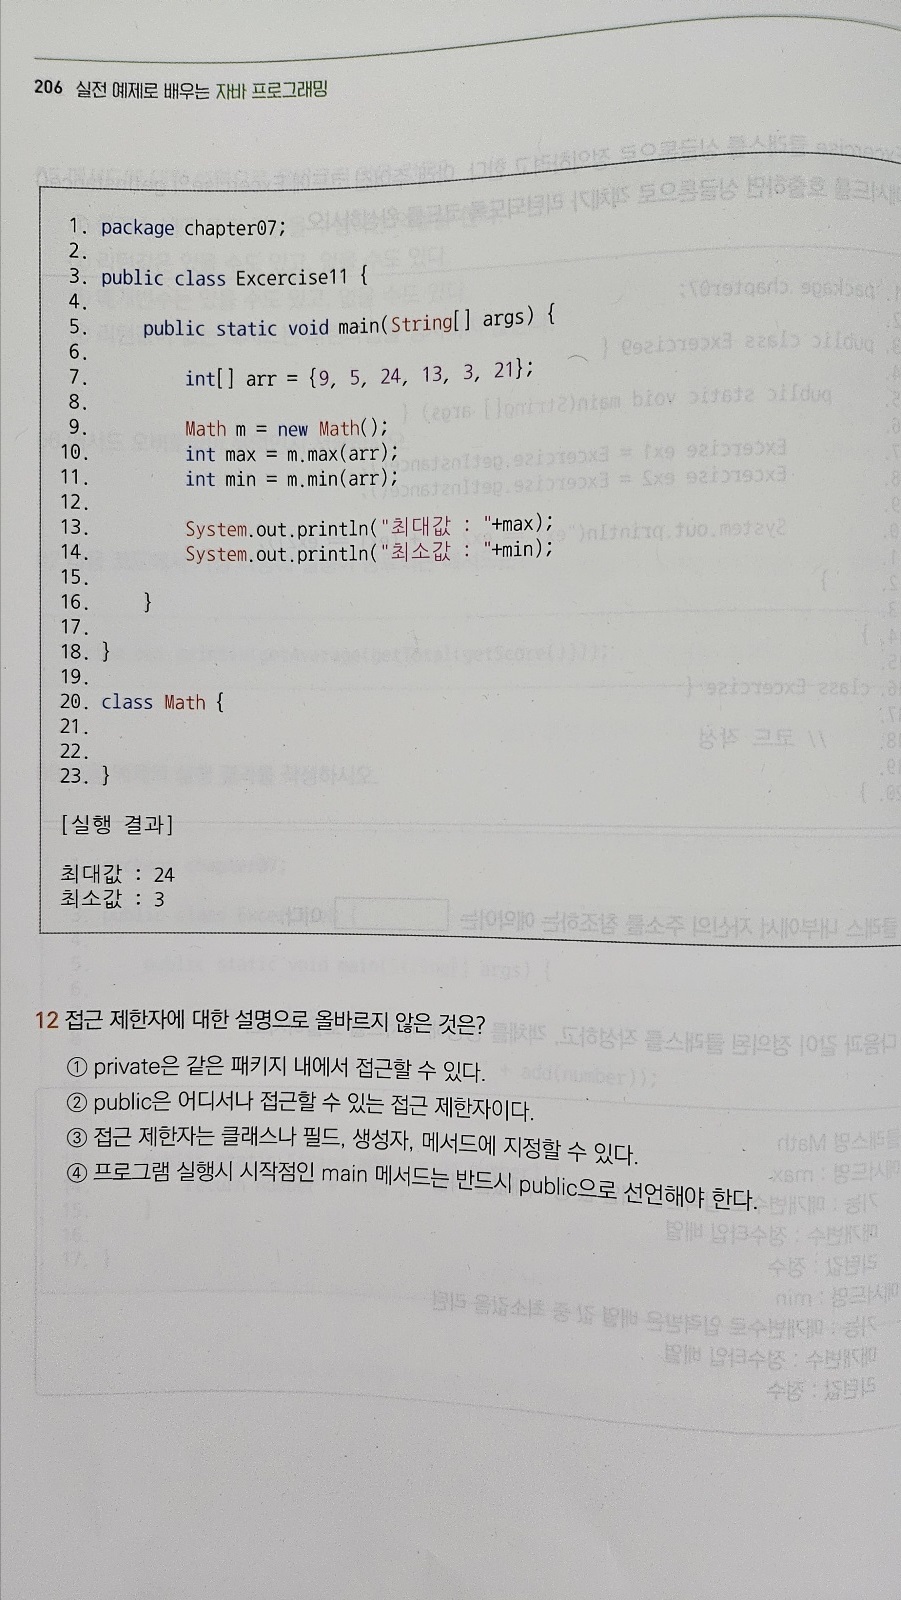 206 실전 예제로 배우는 자바 프로그래밍
1. package chapter07;
2.
3. public class Excercise11 {
4.
5. public static void main(String[] args) {
6.
7. int[] arr = {9, 5, 24, 13, 3, 21};
8.
9. Math m = new Math();
10. int max = m.max(arr);
11. int min = m.min(arr);
12.
13. System.out.println("최대값 : "+max);
14. System.out.println("최소값 : "+min);
15.
16. }
17.
18. }
19.
20. class Math {
21.
22.
23. }
[실행 결과]
최대값 : 24
최소값 : 3
12 접근 제한자에 대한 설명으로 올바르지 않은 것은?
① private은 같은 패키지 내에서 접근할 수 있다.
② public은 어디서나 접근할 수 있는 접근 제한자이다.
③ 접근 제한자는 클래스나 필드, 생성자, 메서드에 지정할 수 있다.
④ 프로그램 실행시 시작점인 main 메서드는 반드시 public으로 선언해야 한다.